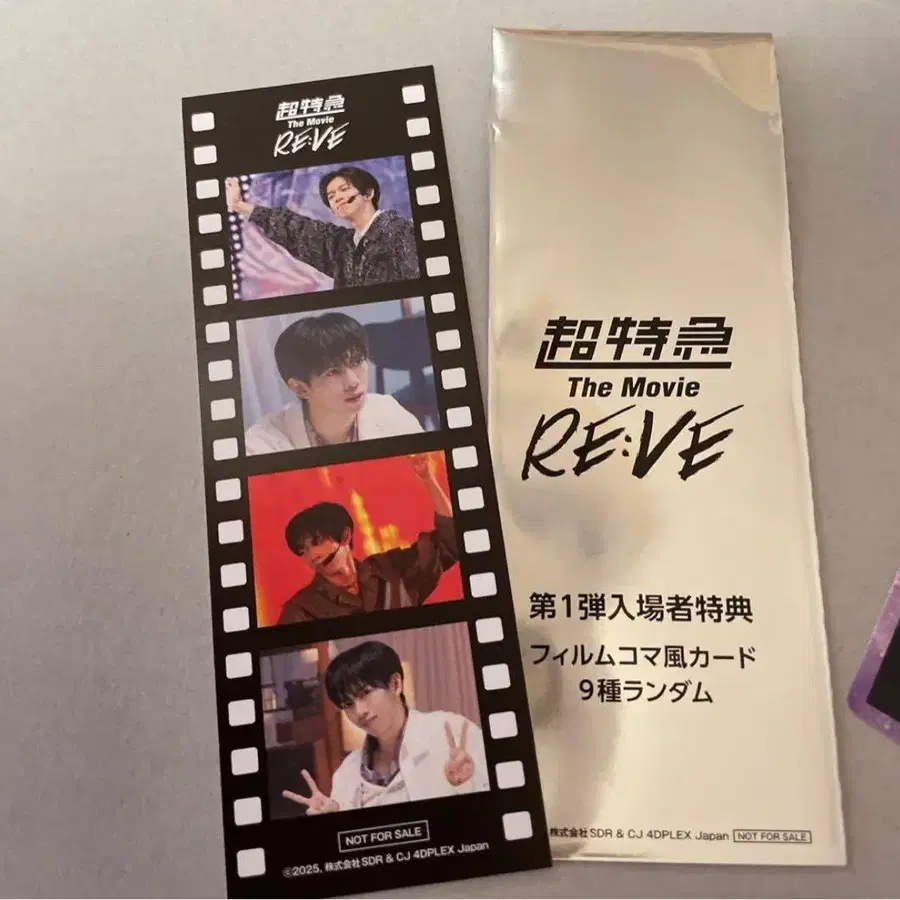 超特急
The Movie
RE:VE
NOT FOR SALE
©2025, 株式会社SDR & CJ 4DPLEX Japan
超特急
The Movie
RE:VE
第1弾入場者特典
フィルムコマ風カード
9種ランダム
株式会社SDR & CJ 4DPLEX Japan NOT FOR SALE